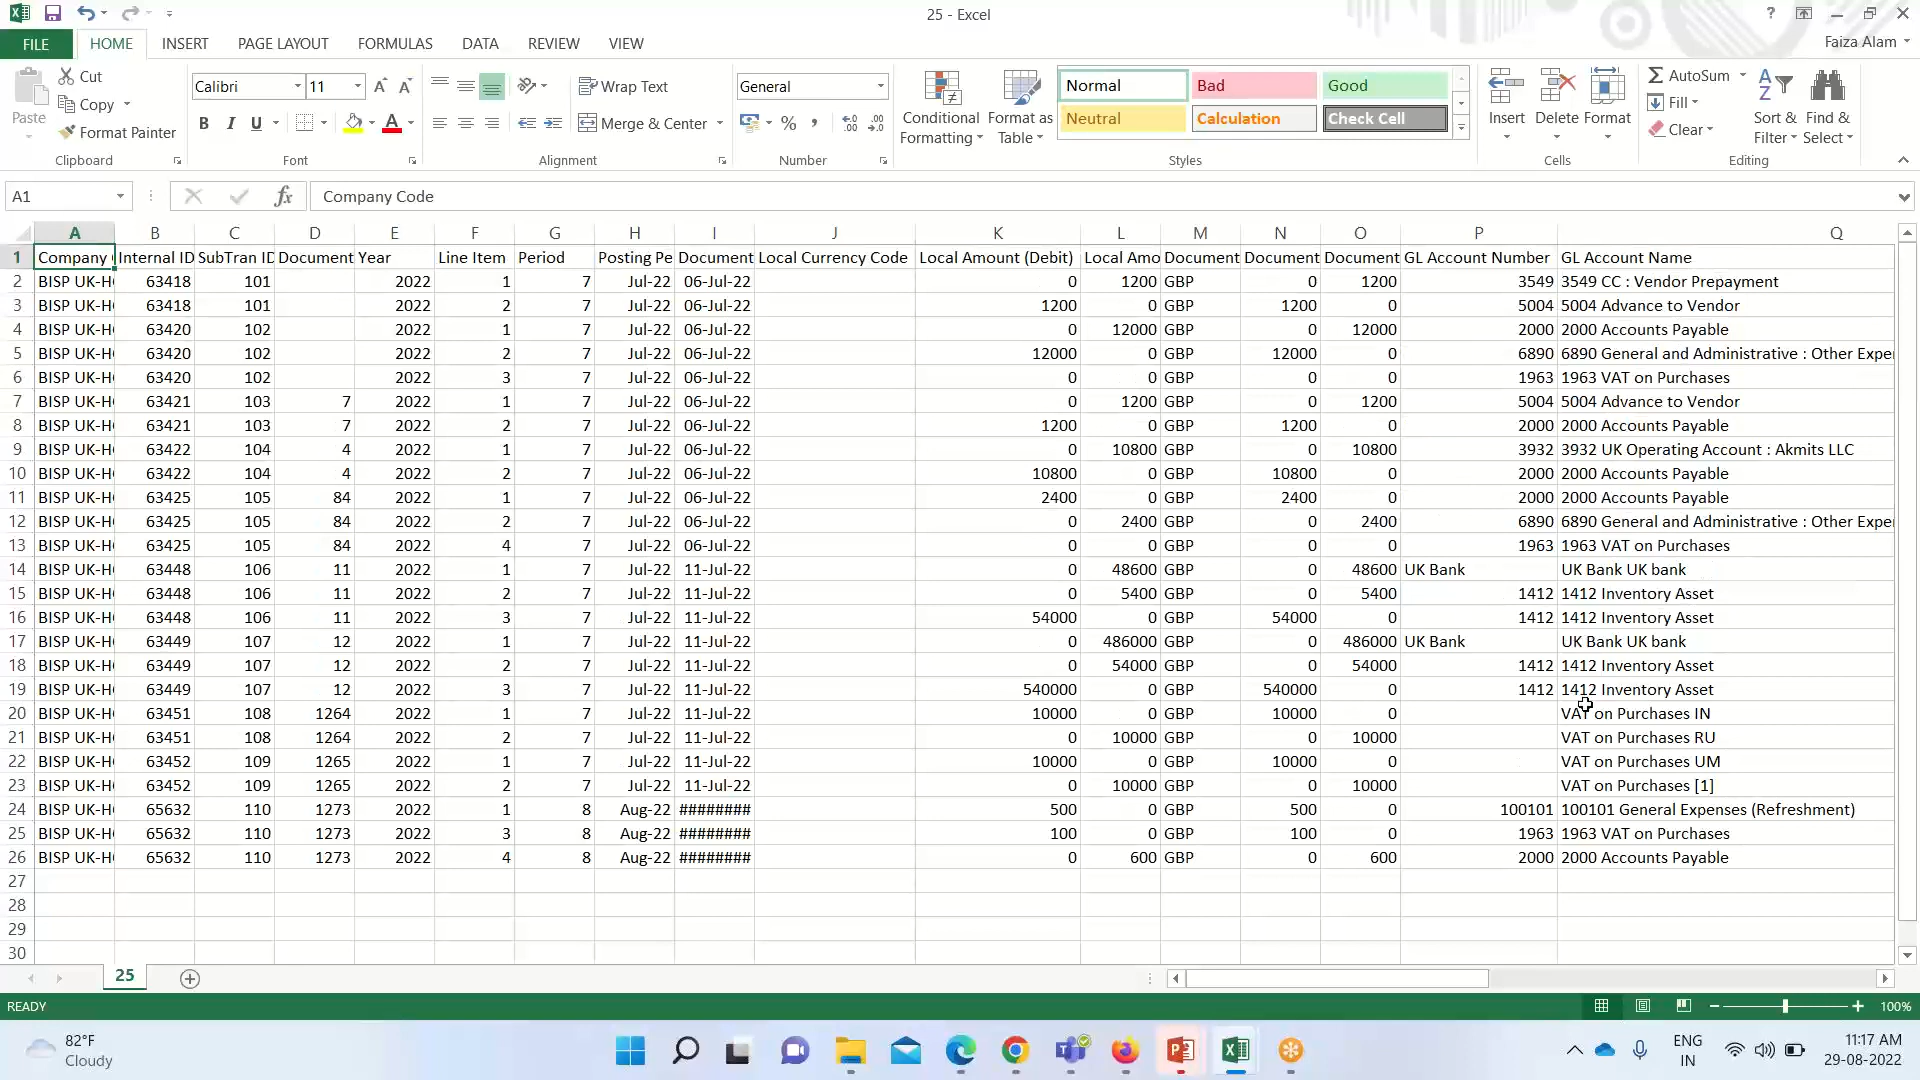 25 - Excel
?
FILE HOME INSERT PAGE LAYOUT FORMULAS DATA REVIEW VIEW Faiza Alam
Paste Cut Copy Format Painter
Calibri 11 Wrap Text General
B I U Merge & Center % ,
Conditional Formatting Format as Table
Normal Bad Good
Neutral Calculation Check Cell
Insert Delete Format
AutoSum Fill Clear
Sort & Filter Find & Select
Clipboard Font Alignment Number Styles Cells Editing
A1 fx Company Code
A B C D E F G H I J K L M N O P Q
1 Company Internal ID SubTran ID Document Year Line Item Period Posting Pe Document Local Currency Code Local Amount (Debit) Local Amo Document Document Document GL Account Number GL Account Name
2 BISP UK-H 63418 101 2022 1 7 Jul-22 06-Jul-22 0 1200 GBP 0 1200 3549 3549 CC : Vendor Prepayment
3 BISP UK-H 63418 101 2022 2 7 Jul-22 06-Jul-22 1200 0 GBP 1200 0 5004 5004 Advance to Vendor
4 BISP UK-H 63420 102 2022 1 7 Jul-22 06-Jul-22 0 12000 GBP 0 12000 2000 2000 Accounts Payable
5 BISP UK-H 63420 102 2022 2 7 Jul-22 06-Jul-22 12000 0 GBP 12000 0 6890 6890 General and Administrative : Other Expe
6 BISP UK-H 63420 102 2022 3 7 Jul-22 06-Jul-22 0 0 GBP 0 0 1963 1963 VAT on Purchases
7 BISP UK-H 63421 103 7 2022 1 7 Jul-22 06-Jul-22 0 1200 GBP 0 1200 5004 5004 Advance to Vendor
8 BISP UK-H 63421 103 7 2022 2 7 Jul-22 06-Jul-22 1200 0 GBP 1200 0 2000 2000 Accounts Payable
9 BISP UK-H 63422 104 4 2022 1 7 Jul-22 06-Jul-22 0 10800 GBP 0 10800 3932 3932 UK Operating Account : Akmits LLC
10 BISP UK-H 63422 104 4 2022 2 7 Jul-22 06-Jul-22 10800 0 GBP 10800 0 2000 2000 Accounts Payable
11 BISP UK-H 63425 105 84 2022 1 7 Jul-22 06-Jul-22 2400 0 GBP 2400 0 2000 2000 Accounts Payable
12 BISP UK-H 63425 105 84 2022 2 7 Jul-22 06-Jul-22 0 2400 GBP 0 2400 6890 6890 General and Administrative : Other Expe
13 BISP UK-H 63425 105 84 2022 4 7 Jul-22 06-Jul-22 0 0 GBP 0 0 1963 1963 VAT on Purchases
14 BISP UK-H 63448 106 11 2022 1 7 Jul-22 11-Jul-22 0 48600 GBP 0 48600 UK Bank UK Bank UK bank
15 BISP UK-H 63448 106 11 2022 2 7 Jul-22 11-Jul-22 0 5400 GBP 0 5400 1412 1412 Inventory Asset
16 BISP UK-H 63448 106 11 2022 3 7 Jul-22 11-Jul-22 54000 0 GBP 54000 0 1412 1412 Inventory Asset
17 BISP UK-H 63449 107 12 2022 1 7 Jul-22 11-Jul-22 0 486000 GBP 0 486000 UK Bank UK Bank UK bank
18 BISP UK-H 63449 107 12 2022 2 7 Jul-22 11-Jul-22 0 54000 GBP 0 54000 1412 1412 Inventory Asset
19 BISP UK-H 63449 107 12 2022 3 7 Jul-22 11-Jul-22 540000 0 GBP 540000 0 1412 1412 Inventory Asset
20 BISP UK-H 63451 108 1264 2022 1 7 Jul-22 11-Jul-22 10000 0 GBP 10000 0 VAT on Purchases IN
21 BISP UK-H 63451 108 1264 2022 2 7 Jul-22 11-Jul-22 0 10000 GBP 0 10000 VAT on Purchases RU
22 BISP UK-H 63452 109 1265 2022 1 7 Jul-22 11-Jul-22 10000 0 GBP 10000 0 VAT on Purchases UM
23 BISP UK-H 63452 109 1265 2022 2 7 Jul-22 11-Jul-22 0 10000 GBP 0 10000 VAT on Purchases [1]
24 BISP UK-H 65632 110 1273 2022 1 8 Aug-22 ######## 500 0 GBP 500 0 100101 100101 General Expenses (Refreshment)
25 BISP UK-H 65632 110 1273 2022 3 8 Aug-22 ######## 100 0 GBP 100 0 1963 1963 VAT on Purchases
26 BISP UK-H 65632 110 1273 2022 4 8 Aug-22 ######## 0 600 GBP 0 600 2000 2000 Accounts Payable
27
28
29
30
25
READY 100%
82°F
Cloudy
ENG
IN
11:17 AM
29-08-2022